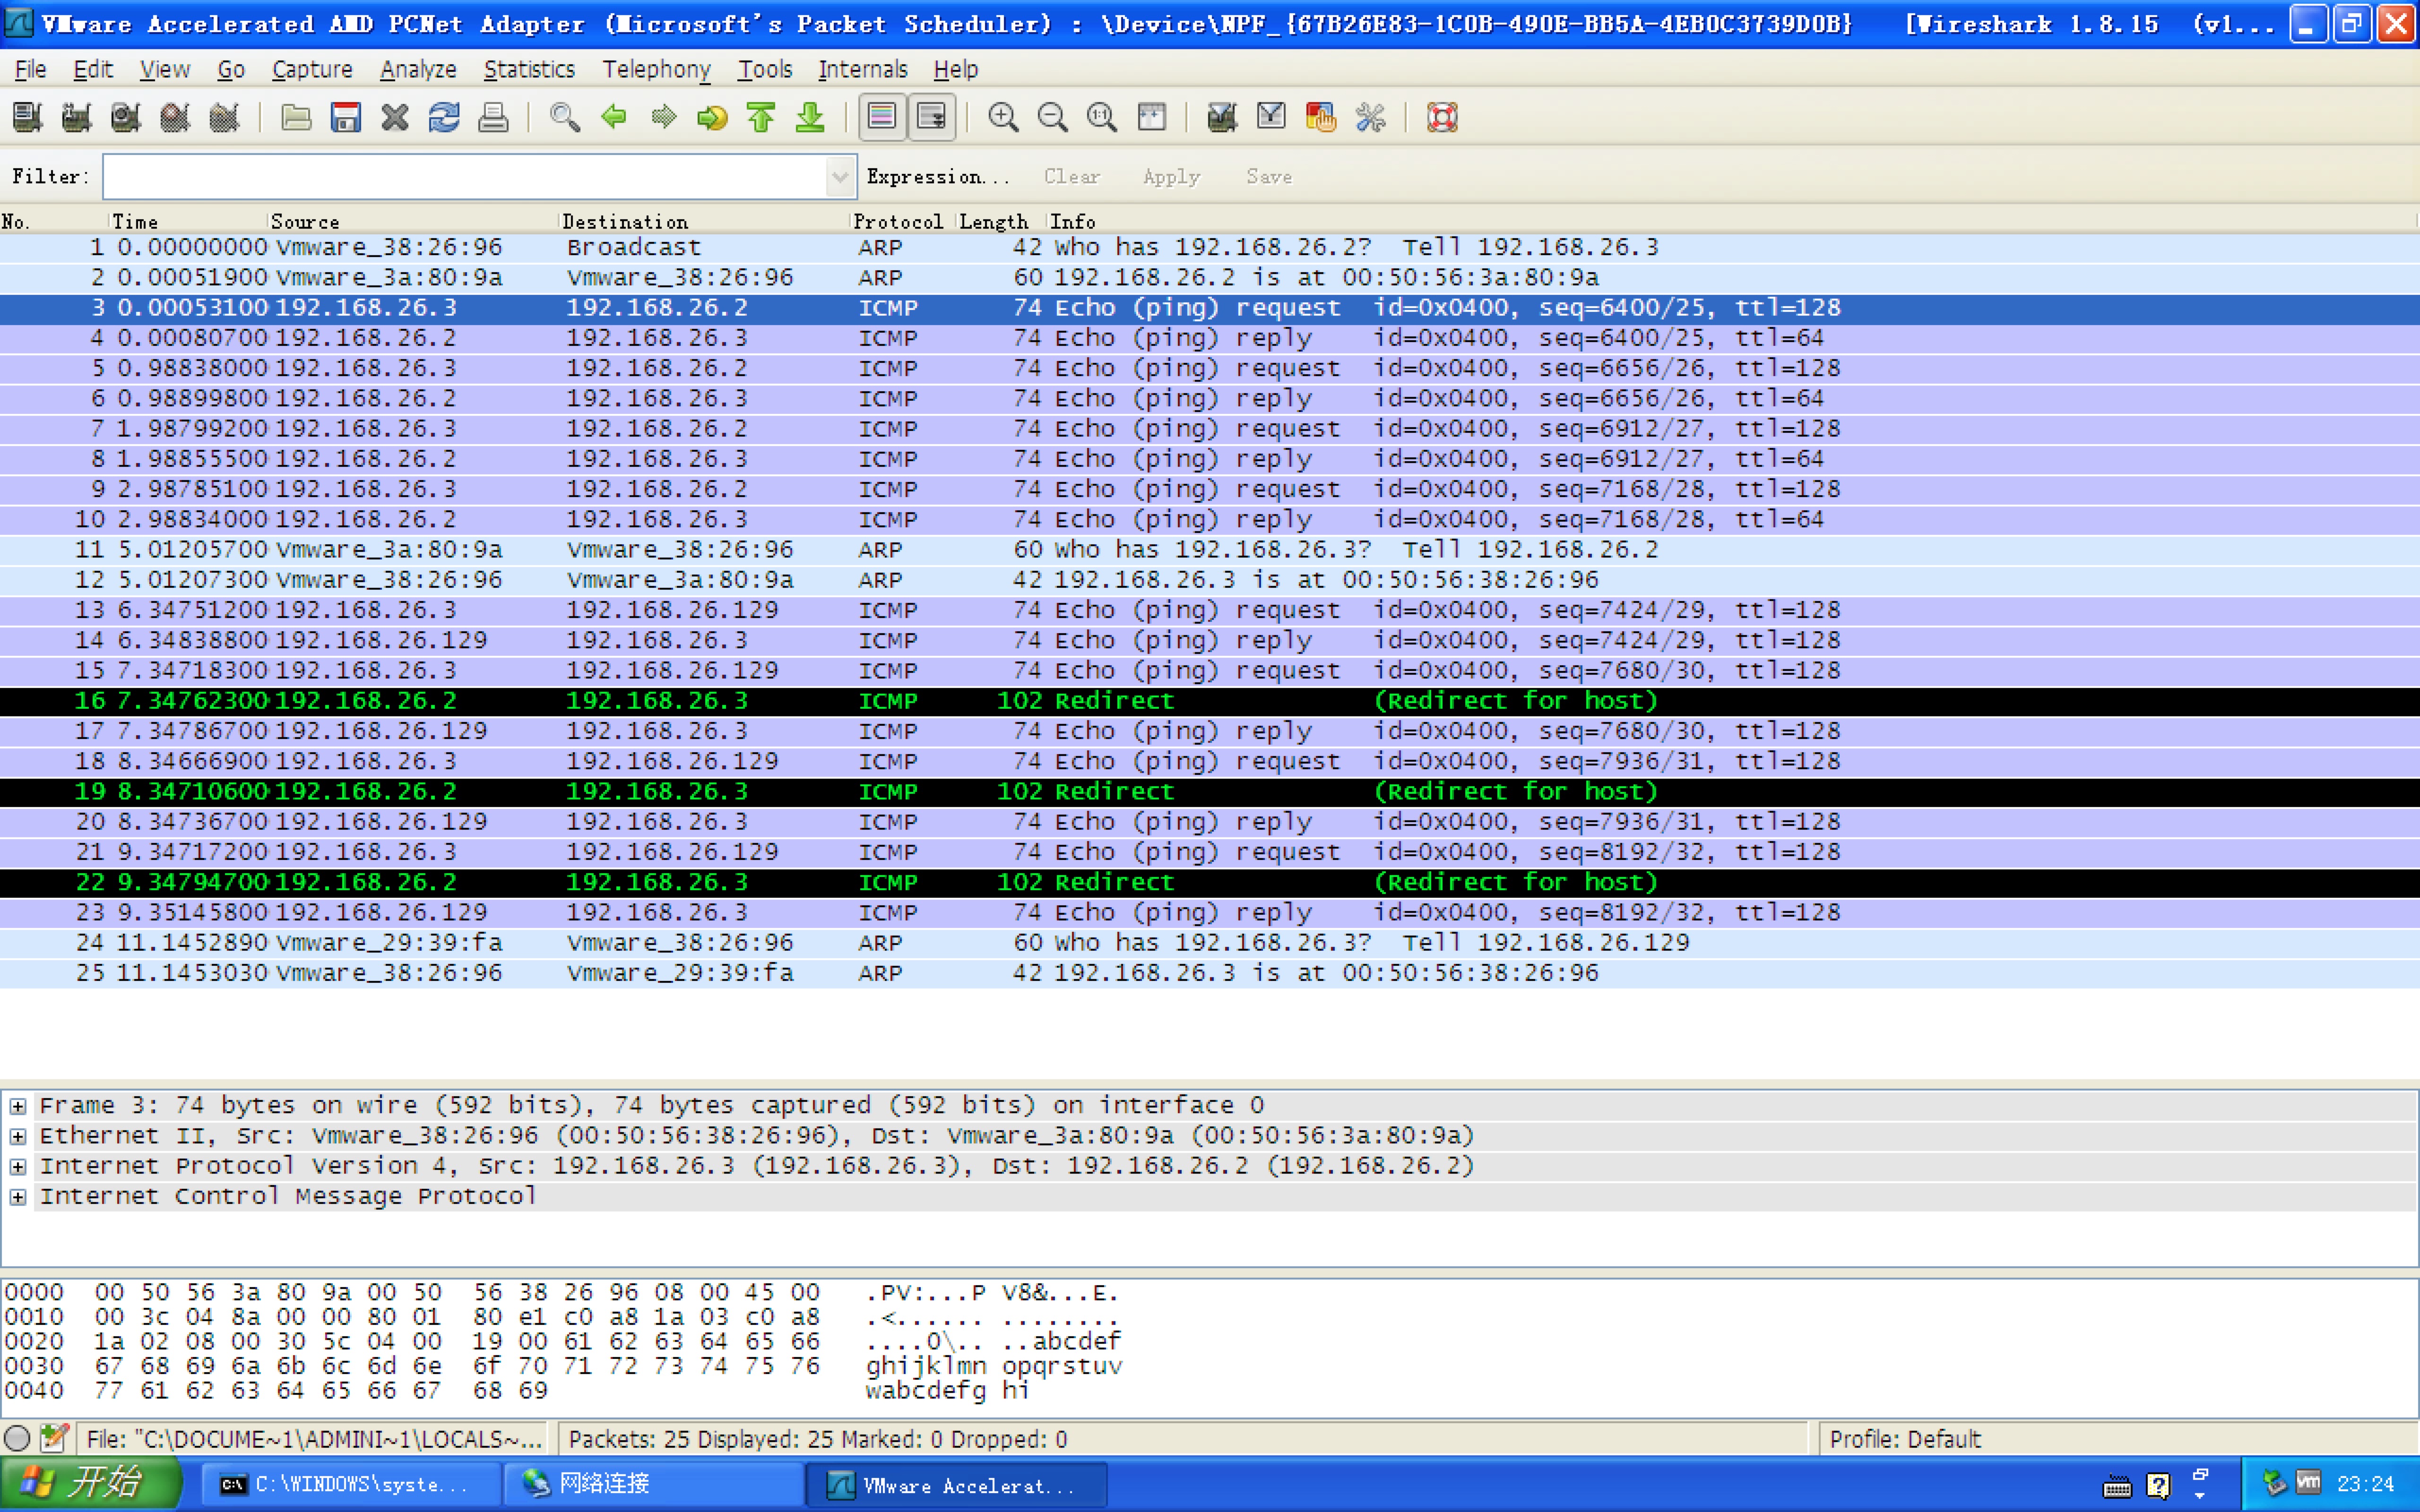 VMware Accelerated AMD PCNet Adapter (Microsoft's Packet Scheduler) : \Device\NPF_{67B26E83-1C0B-490E-BB5A-4EB0C3739D0B} [Wireshark 1.8.15 (v1...
File Edit View Go Capture Analyze Statistics Telephony Tools Internals Help
Filter: Expression... Clear Apply Save
No. Time Source Destination Protocol Length Info
1 0.00000000 Vmware_38:26:96 Broadcast ARP 42 Who has 192.168.26.2? Tell 192.168.26.3
2 0.00051900 Vmware_3a:80:9a Vmware_38:26:96 ARP 60 192.168.26.2 is at 00:50:56:3a:80:9a
3 0.00053100 192.168.26.3 192.168.26.2 ICMP 74 Echo (ping) request id=0x0400, seq=6400/25, ttl=128
4 0.00080700 192.168.26.2 192.168.26.3 ICMP 74 Echo (ping) reply id=0x0400, seq=6400/25, ttl=64
5 0.98838000 192.168.26.3 192.168.26.2 ICMP 74 Echo (ping) request id=0x0400, seq=6656/26, ttl=128
6 0.98899800 192.168.26.2 192.168.26.3 ICMP 74 Echo (ping) reply id=0x0400, seq=6656/26, ttl=64
7 1.98799200 192.168.26.3 192.168.26.2 ICMP 74 Echo (ping) request id=0x0400, seq=6912/27, ttl=128
8 1.98855500 192.168.26.2 192.168.26.3 ICMP 74 Echo (ping) reply id=0x0400, seq=6912/27, ttl=64
9 2.98785100 192.168.26.3 192.168.26.2 ICMP 74 Echo (ping) request id=0x0400, seq=7168/28, ttl=128
10 2.98834000 192.168.26.2 192.168.26.3 ICMP 74 Echo (ping) reply id=0x0400, seq=7168/28, ttl=64
11 5.01205700 Vmware_3a:80:9a Vmware_38:26:96 ARP 60 Who has 192.168.26.3? Tell 192.168.26.2
12 5.01207300 Vmware_38:26:96 Vmware_3a:80:9a ARP 42 192.168.26.3 is at 00:50:56:38:26:96
13 6.34751200 192.168.26.3 192.168.26.129 ICMP 74 Echo (ping) request id=0x0400, seq=7424/29, ttl=128
14 6.34838800 192.168.26.129 192.168.26.3 ICMP 74 Echo (ping) reply id=0x0400, seq=7424/29, ttl=128
15 7.34718300 192.168.26.3 192.168.26.129 ICMP 74 Echo (ping) request id=0x0400, seq=7680/30, ttl=128
16 7.34762300 192.168.26.2 192.168.26.3 ICMP 102 Redirect (Redirect for host)
17 7.34786700 192.168.26.129 192.168.26.3 ICMP 74 Echo (ping) reply id=0x0400, seq=7680/30, ttl=128
18 8.34666900 192.168.26.3 192.168.26.129 ICMP 74 Echo (ping) request id=0x0400, seq=7936/31, ttl=128
19 8.34710600 192.168.26.2 192.168.26.3 ICMP 102 Redirect (Redirect for host)
20 8.34736700 192.168.26.129 192.168.26.3 ICMP 74 Echo (ping) reply id=0x0400, seq=7936/31, ttl=128
21 9.34717200 192.168.26.3 192.168.26.129 ICMP 74 Echo (ping) request id=0x0400, seq=8192/32, ttl=128
22 9.34794700 192.168.26.2 192.168.26.3 ICMP 102 Redirect (Redirect for host)
23 9.35145800 192.168.26.129 192.168.26.3 ICMP 74 Echo (ping) reply id=0x0400, seq=8192/32, ttl=128
24 11.1452890 Vmware_29:39:fa Vmware_38:26:96 ARP 60 Who has 192.168.26.3? Tell 192.168.26.129
25 11.1453030 Vmware_38:26:96 Vmware_29:39:fa ARP 42 192.168.26.3 is at 00:50:56:38:26:96
Frame 3: 74 bytes on wire (592 bits), 74 bytes captured (592 bits) on interface 0
Ethernet II, Src: Vmware_38:26:96 (00:50:56:38:26:96), Dst: Vmware_3a:80:9a (00:50:56:3a:80:9a)
Internet Protocol Version 4, Src: 192.168.26.3 (192.168.26.3), Dst: 192.168.26.2 (192.168.26.2)
Internet Control Message Protocol
0000 00 50 56 3a 80 9a 00 50 56 38 26 96 08 00 45 00 .PV:...P V8&...E.
0010 00 3c 04 8a 00 00 80 01 80 e1 c0 a8 1a 03 c0 a8 .<...... ........
0020 1a 02 08 00 30 5c 04 00 19 00 61 62 63 64 65 66 ....0\.. ..abcdef
0030 67 68 69 6a 6b 6c 6d 6e 6f 70 71 72 73 74 75 76 ghijklmn opqrstuv
0040 77 61 62 63 64 65 66 67 68 69 wabcdefg hi
File: "C:\DOCUME~1\ADMINI~1\LOCALS~... Packets: 25 Displayed: 25 Marked: 0 Dropped: 0 Profile: Default
开始 C:\WINDOWS\syste... 网络连接 VMware Accelerat... 23:24